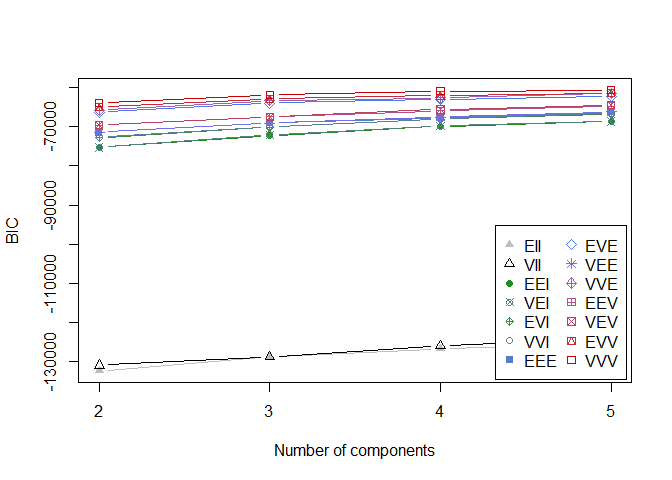 BIC
-70000
-90000
-110000
-130000
2 3 4 5
Number of components
EII EVE
VII VEE
EEI VVE
VEI EEV
EVI VEV
VVI EVV
EEE VVV